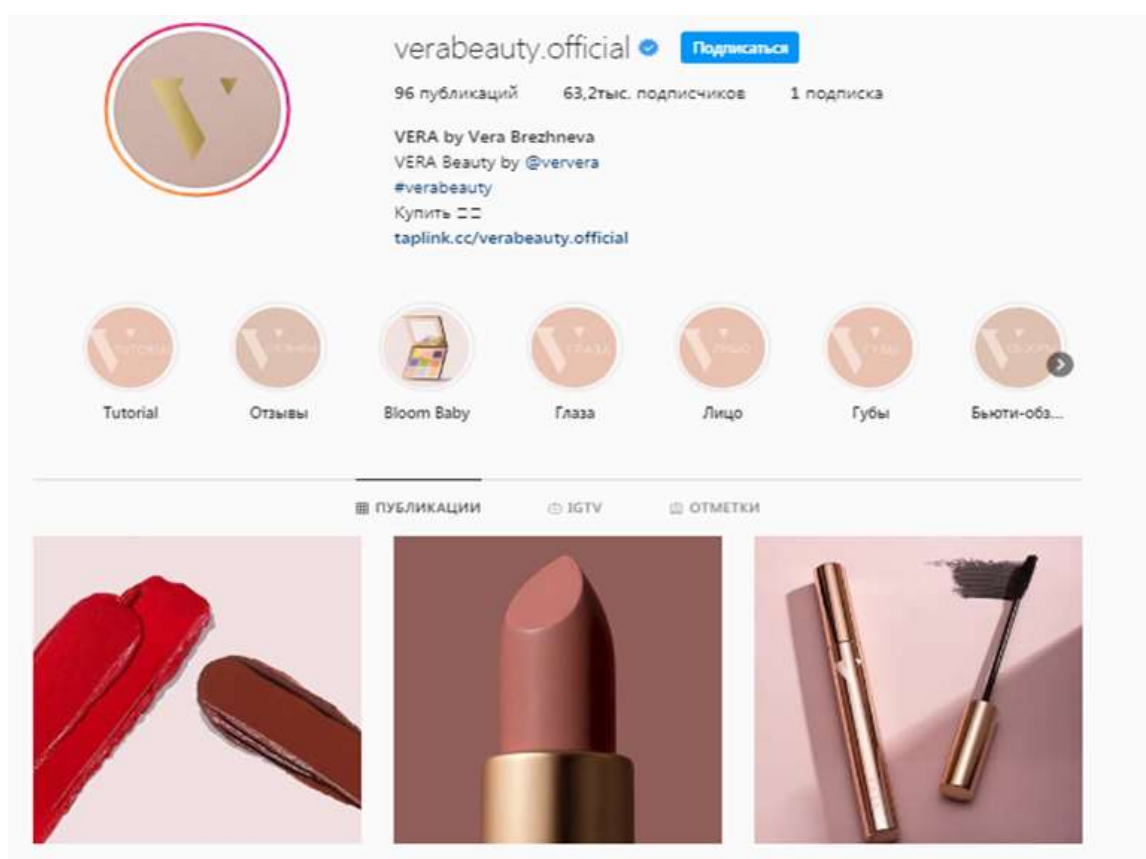 verabeauty.official Подписаться
96 публикаций 63,2тыс. подписчиков 1 подписка
VERA by Vera Brezhneva
VERA Beauty by @ververa
#verabeauty
Купить
taplink.cc/verabeauty.official
Tutorial Отзывы Bloom Baby Глаза Лицо Губы Бьюти-обз...
ПУБЛИКАЦИИ IGTV ОТМЕТКИ